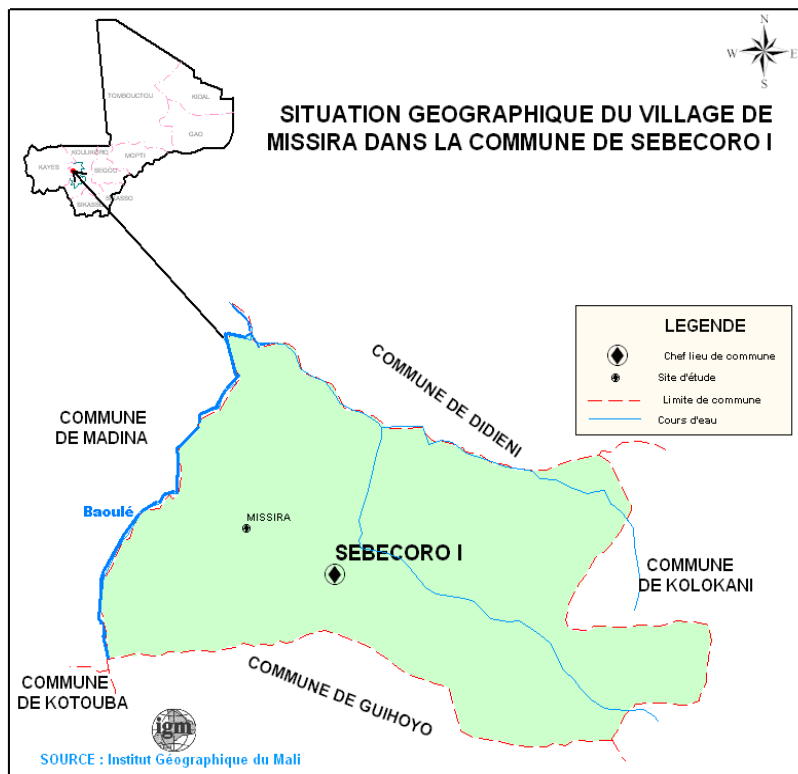 N
W E
S
TOMBOUCTOU
KIDAL
GAO
KOULIKORO
MOPTI
KAYES
SEGOU
SIKASSO
SITUATION GEOGRAPHIQUE DU VILLAGE DE
MISSIRA DANS LA COMMUNE DE SEBECORO I
LEGENDE
Chef lieu de commune
Site d'étude
Limite de commune
Cours d'eau
COMMUNE DE DIDIENI
COMMUNE
DE MADINA
Baoulé
MISSIRA
SEBECORO I
COMMUNE
DE KOLOKANI
COMMUNE DE GUIHOYO
COMMUNE
DE KOTOUBA
igm
SOURCE : Institut Géographique du Mali